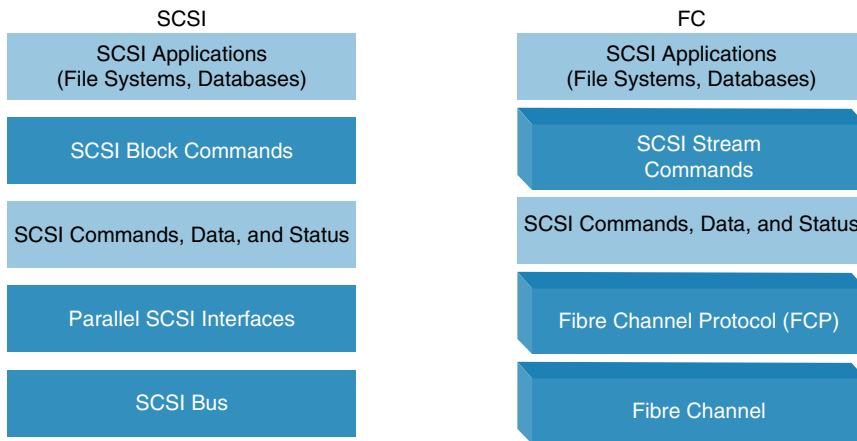 SCSI
SCSI Applications
(File Systems, Databases)
SCSI Block Commands
SCSI Commands, Data, and Status
Parallel SCSI Interfaces
SCSI Bus
FC
SCSI Applications
(File Systems, Databases)
SCSI Stream
Commands
SCSI Commands, Data, and Status
Fibre Channel Protocol (FCP)
Fibre Channel